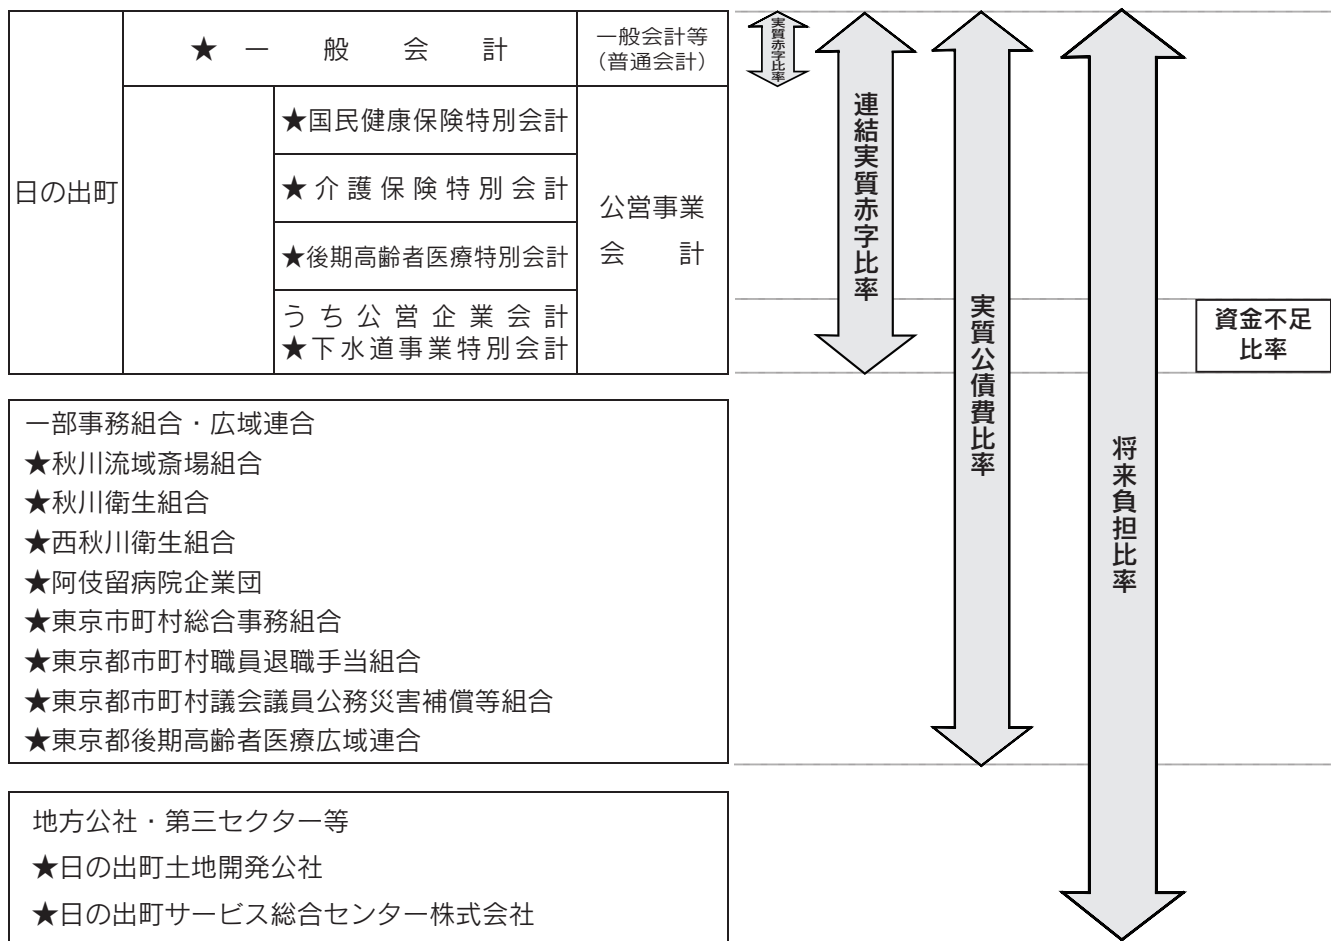 日の出町
★一般会計
一般会計等
（普通会計）
★国民健康保険特別会計
★介護保険特別会計
★後期高齢者医療特別会計
うち公営企業会計
★下水道事業特別会計
公営事業
会計
実質赤字比率
連結実質赤字比率
実質公債費比率
将来負担比率
資金不足
比率
一部事務組合・広域連合
★秋川流域斎場組合
★秋川衛生組合
★西秋川衛生組合
★阿伎留病院企業団
★東京市町村総合事務組合
★東京都市町村職員退職手当組合
★東京都市町村議会議員公務災害補償等組合
★東京都後期高齢者医療広域連合
地方公社・第三セクター等
★日の出町土地開発公社
★日の出町サービス総合センター株式会社